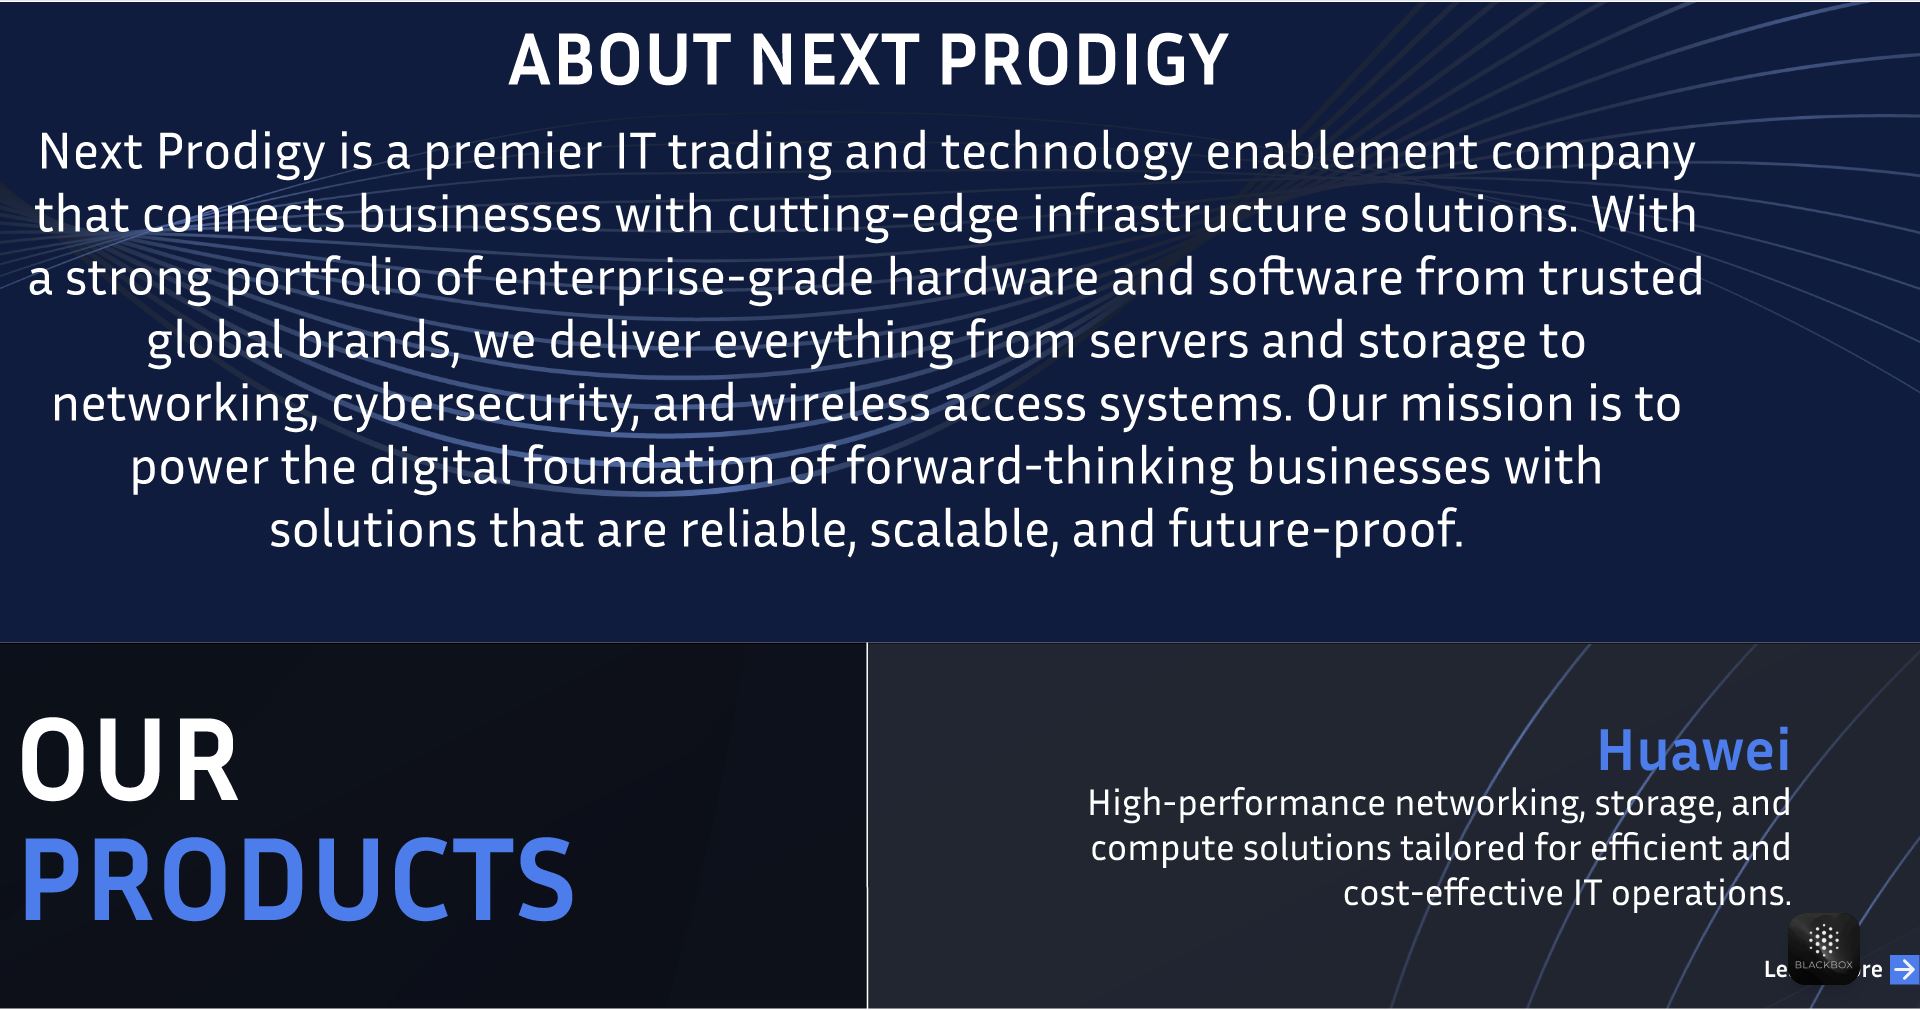 ABOUT NEXT PRODIGY
Next Prodigy is a premier IT trading and technology enablement company
that connects businesses with cutting-edge infrastructure solutions. With
a strong portfolio of enterprise-grade hardware and software from trusted
global brands, we deliver everything from servers and storage to
networking, cybersecurity, and wireless access systems. Our mission is to
power the digital foundation of forward-thinking businesses with
solutions that are reliable, scalable, and future-proof.
OUR
PRODUCTS
Huawei
High-performance networking, storage, and
compute solutions tailored for efficient and
cost-effective IT operations.
BLACKBOX